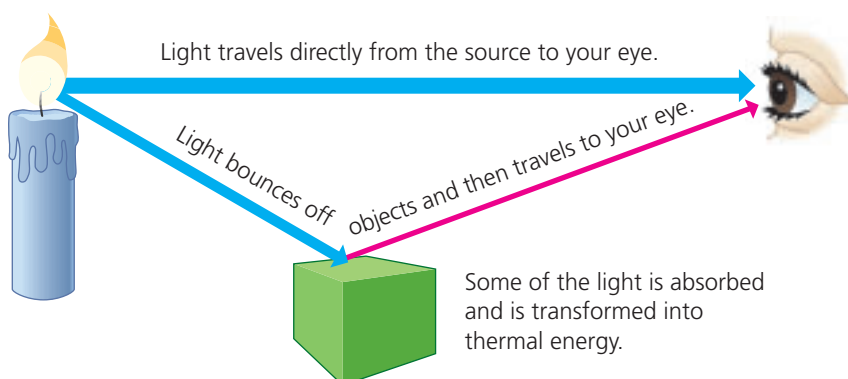 Light travels directly from the source to your eye.
Light bounces off
objects and then travels to your eye.
Some of the light is absorbed
and is transformed into
thermal energy.